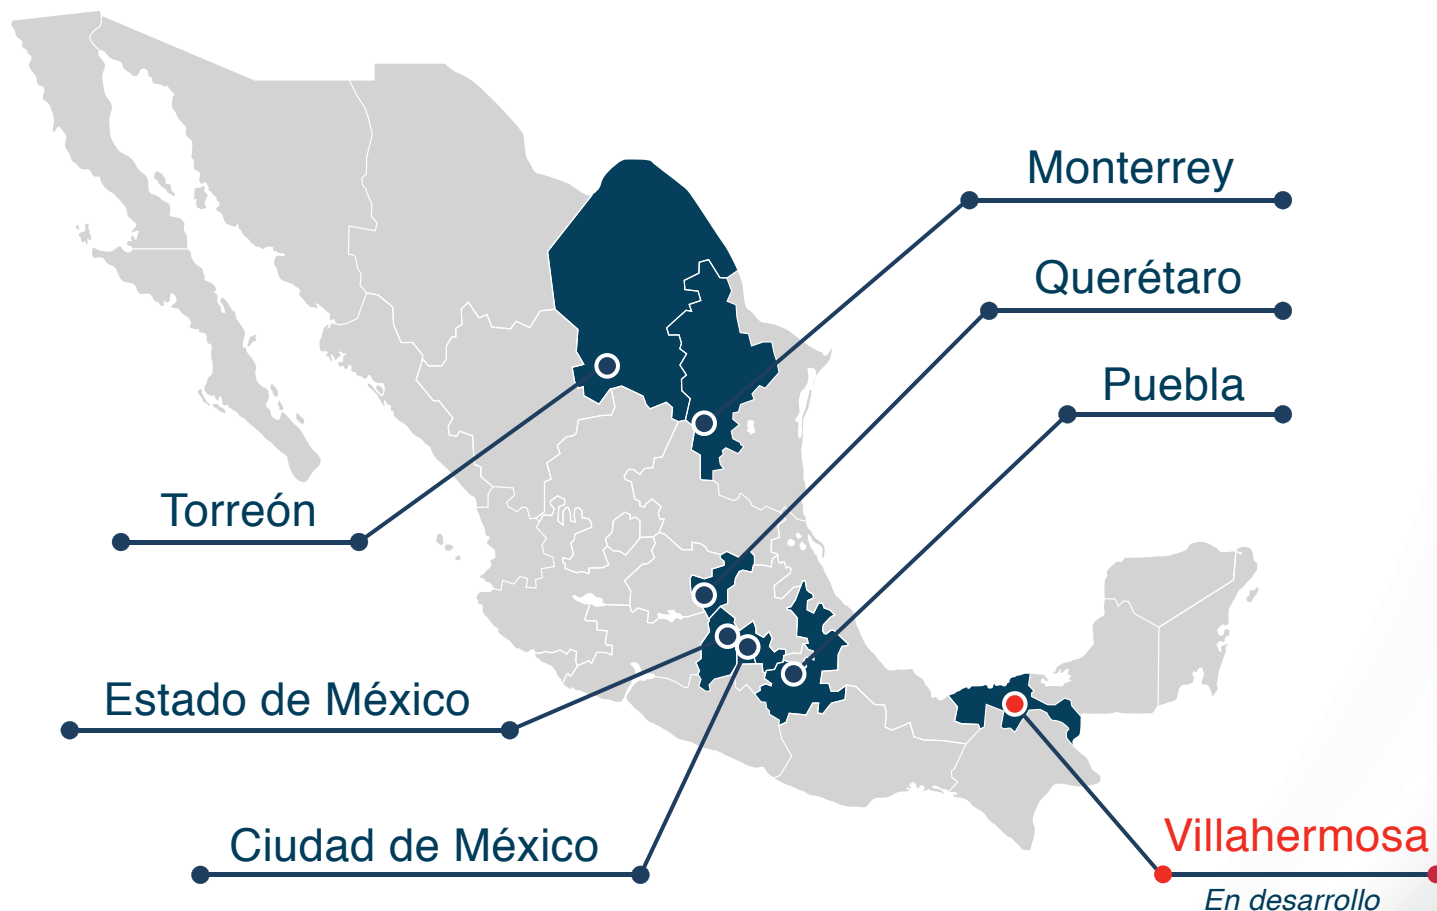 Monterrey
Querétaro
Puebla
Torreón
Estado de México
Ciudad de México
Villahermosa
En desarrollo